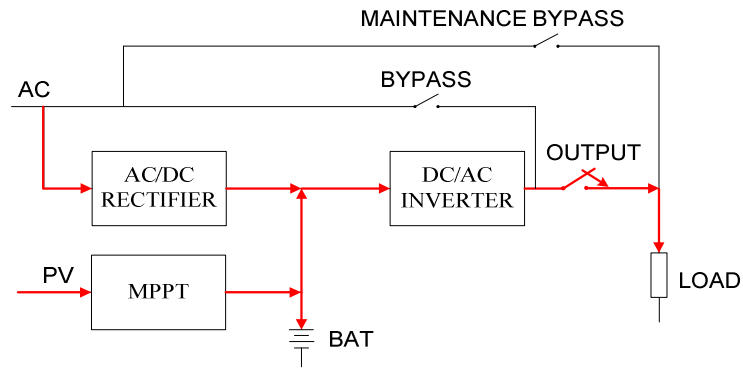 MAINTENANCE BYPASS
AC
BYPASS
AC/DC
RECTIFIER
DC/AC
INVERTER
OUTPUT
PV
MPPT
LOAD
BAT